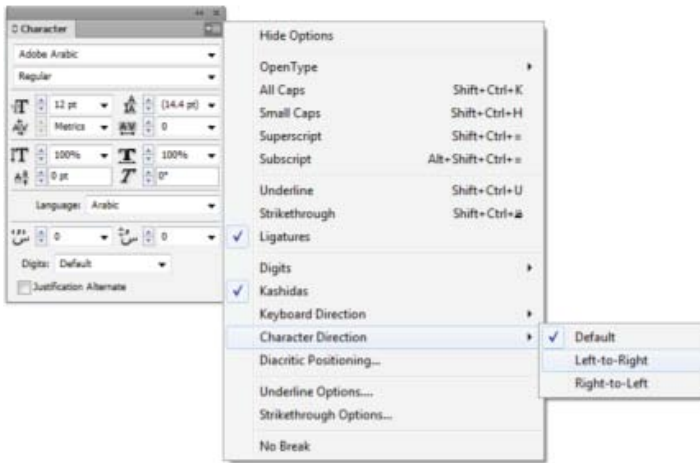 Character
Adobe Arabic
Regular
12 pt (14.4 pt)
Metrics 0
100% 100%
0 pt 0°
Language: Arabic
0 0
Digits: Default
Justification Alternate
Hide Options
OpenType
All Caps Shift+Ctrl+K
Small Caps Shift+Ctrl+H
Superscript Shift+Ctrl+=
Subscript Alt+Shift+Ctrl+=
Underline Shift+Ctrl+U
Strikethrough Shift+Ctrl+
Ligatures
Digits
Kashidas
Keyboard Direction
Character Direction
Diacritic Positioning...
Underline Options....
Strikethrough Options...
No Break
Default
Left-to-Right
Right-to-Left